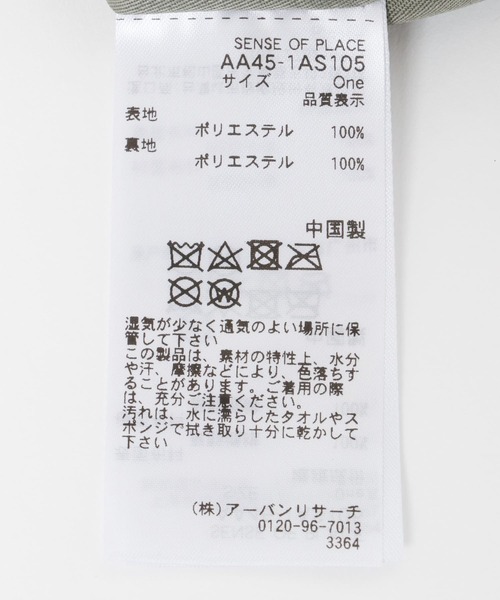 SENSE OF PLACE
AA45-1AS105
サイズ One
品質表示
表地
ポリエステル 100%
裏地
ポリエステル 100%
中国製
湿気が少なく通気のよい場所に保
管して下さい
この製品は、素材の特性上、水分
や汗、摩擦などにより、色落ちす
ることがあります。ご着用の際
は、充分ご注意ください。
汚れは、水に濡らしたタオルやス
ポンジで拭き取り十分に乾かして
下さい
(株)アーバンリサーチ
0120-96-7013
3364